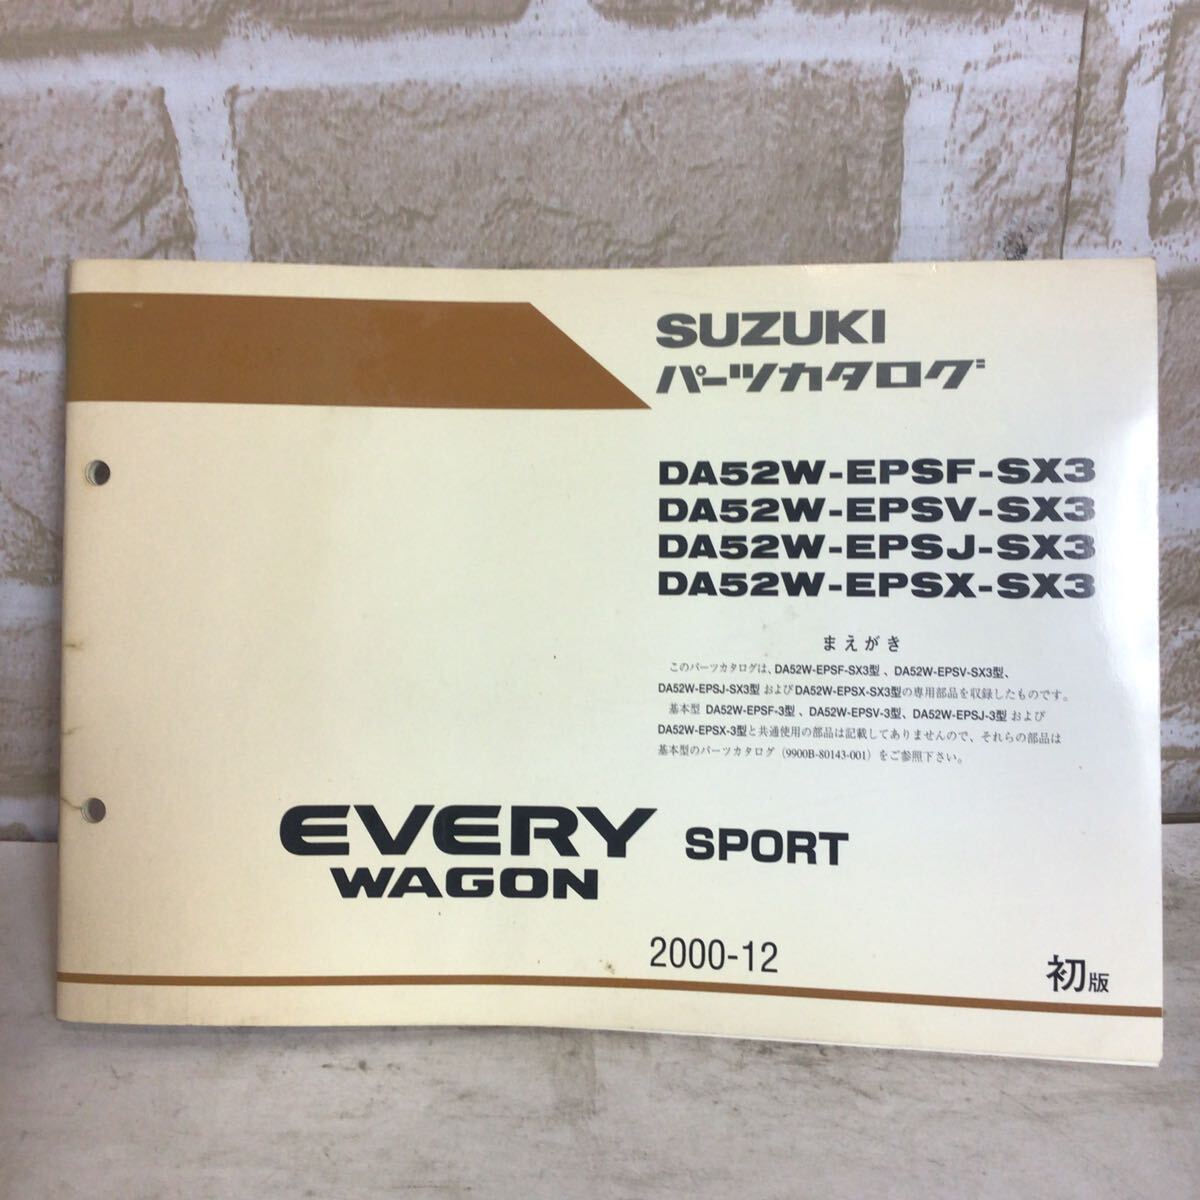 SUZUKI
パーツカタログ
DA52W-EPSF-SX3
DA52W-EPSV-SX3
DA52W-EPSJ-SX3
DA52W-EPSX-SX3
まえがき
このパーツカタログは、DA52W-EPSF-SX3型、DA52W-EPSV-SX3型、
DA52W-EPSJ-SX3型およびDA52W-EPSX-SX3型の専用部品を収録したものです。
基本型 DA52W-EPSF-3型、DA52W-EPSV-3型、DA52W-EPSJ-3型 および
DA52W-EPSX-3型と共通使用の部品は記載してありませんので、それらの部品は
基本型のパーツカタログ（9900B-80143-001）をご参照下さい。
EVERY SPORT
WAGON
2000-12
初版